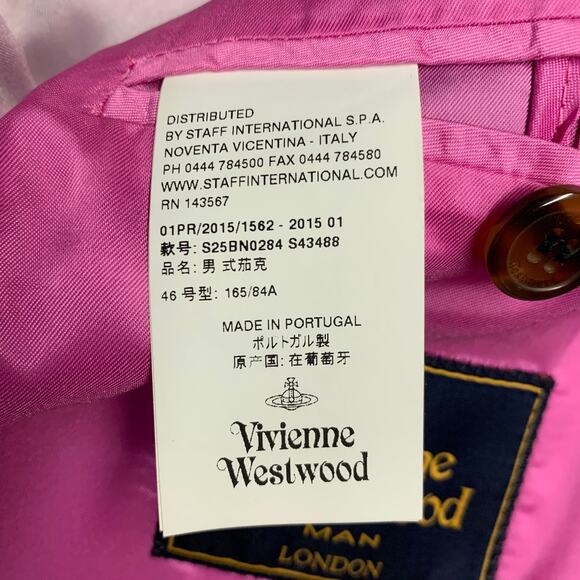 DISTRIBUTED
BY STAFF INTERNATIONAL S.P.A.
NOVENTA VICENTINA - ITALY
PH 0444 784500 FAX 0444 784580
WWW.STAFFINTERNATIONAL.COM
RN 143567
01PR/2015/1562 - 2015 01
款号: S25BN0284 S43488
品名: 男 式茄克
46 号型: 165/84A
MADE IN PORTUGAL
ポルトガル製
原产国: 在葡萄牙
Vivienne
Westwood
ne
od
MAN
LONDON